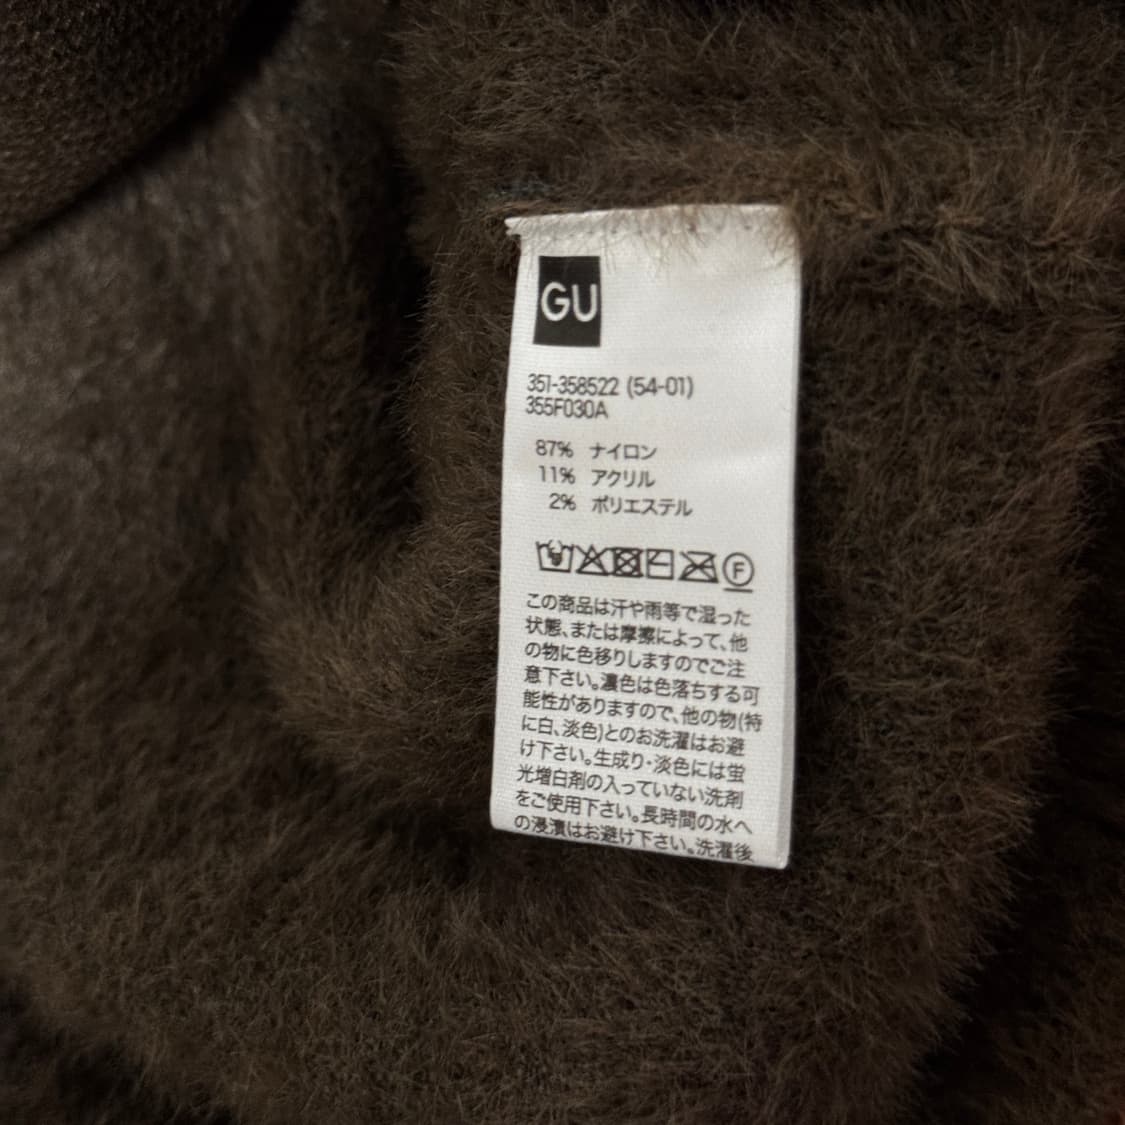 GU
351-358522 (54-01)
355F030A
87% ナイロン
11% アクリル
2% ポリエステル
F
この商品は汗や雨等で湿った
状態、または摩擦によって、他
の物に色移りしますのでご注
意下さい。濃色は色落ちする可
能性がありますので、他の物(特
に白、淡色)とのお洗濯はお避
け下さい。生成り・淡色には蛍
光増白剤の入っていない洗剤
をご使用下さい。長時間の水へ
の浸漬はお避け下さい。洗濯後